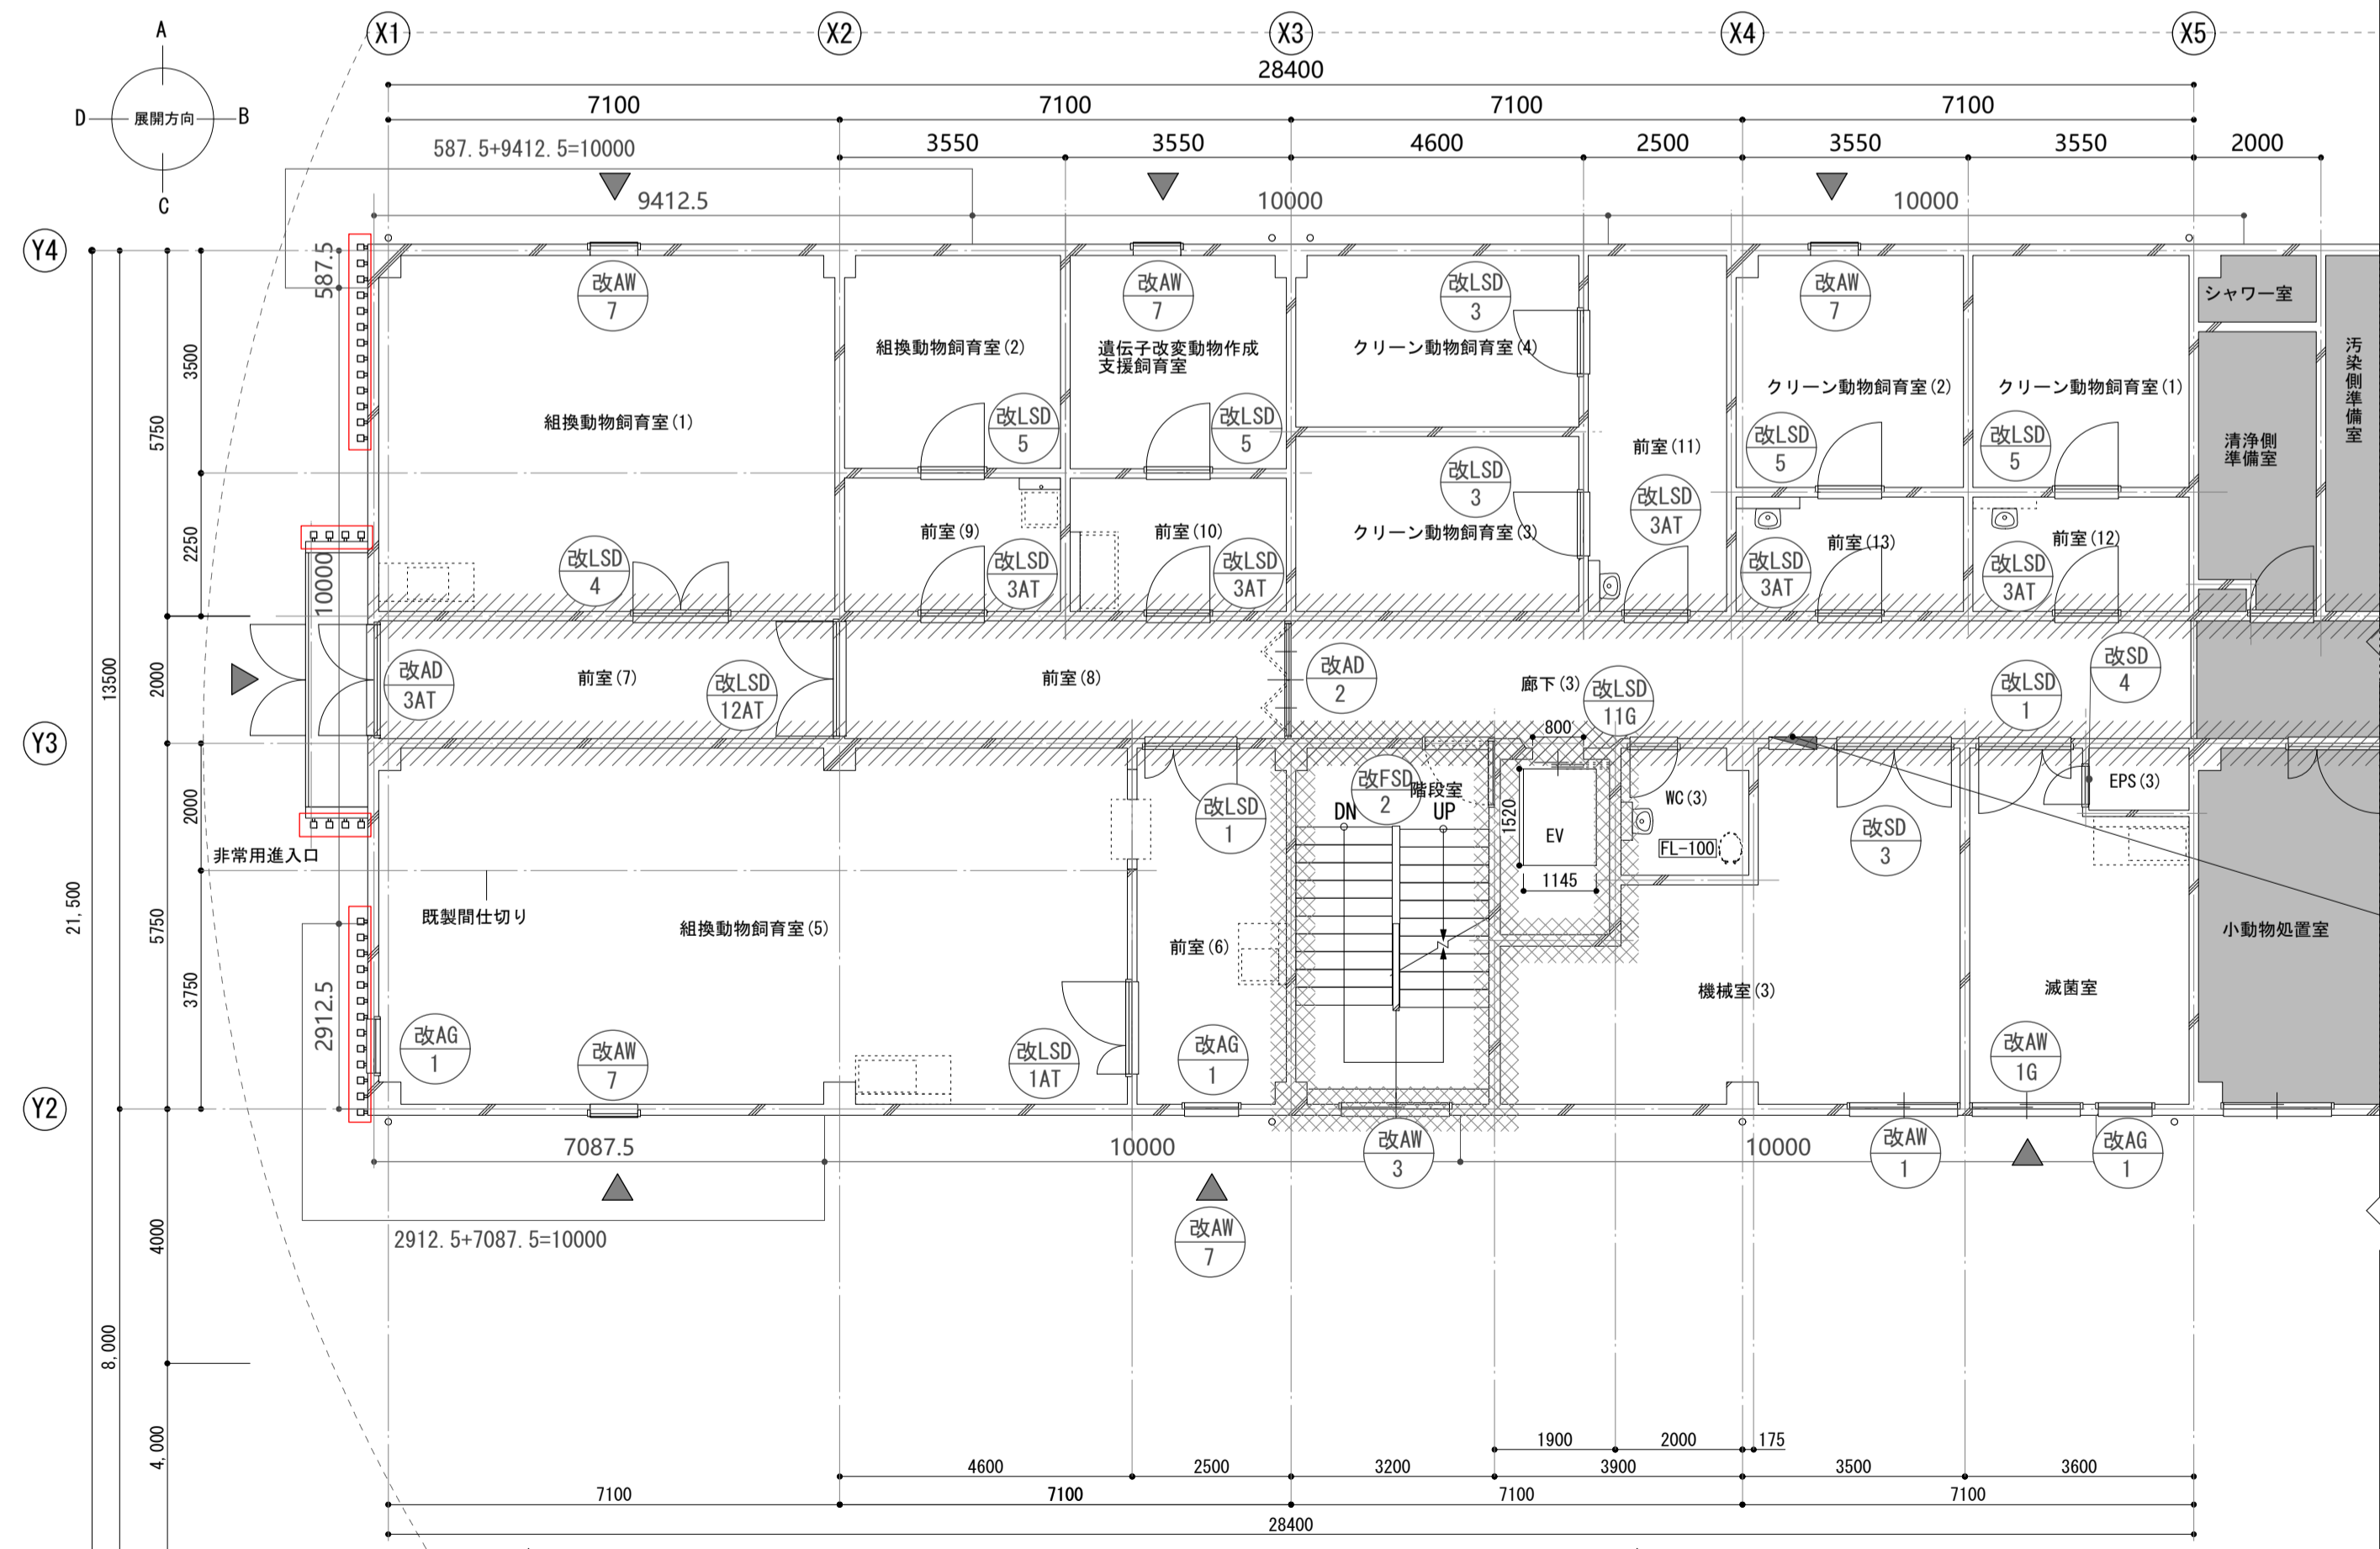 A
X1
X2
X3
X4
X5
28400
D
展開方向
B
C
7100
7100
7100
7100
587.5+9412.5=10000
3550
3550
4600
2500
3550
3550
2000
9412.5
10000
10000
Y4
587.5
改AW
7
改AW
7
改LSD
3
改AW
7
シャワー室
3500
5750
組換動物飼育室(2)
遺伝子改変動物作成
支援飼育室
クリーン動物飼育室(4)
クリーン動物飼育室(2)
クリーン動物飼育室(1)
汚染側準備室
組換動物飼育室(1)
改LSD
5
改LSD
5
前室(11)
改LSD
5
改LSD
5
清浄側
準備室
改LSD
3
改LSD
3AT
2250
前室(9)
前室(10)
クリーン動物飼育室(3)
前室(13)
前室(12)
10000
改LSD
4
改LSD
3AT
改LSD
3AT
改LSD
3AT
改LSD
3AT
13500
2000
改AD
3AT
前室(7)
改LSD
12AT
前室(8)
改AD
2
廊下(3)
改LSD
11G
改LSD
1
改SD
4
Y3
800
2000
改LSD
1
改FSD
2
階段室
DN
UP
1520
EV
1145
WC(3)
FL-100
改SD
3
EPS(3)
非常用進入口
21,500
5750
既製間仕切り
組換動物飼育室(5)
前室(6)
小動物処置室
3750
2912.5
機械室(3)
滅菌室
改AG
1
改AW
7
改LSD
1AT
改AG
1
改AW
1G
Y2
7087.5
10000
改AW
3
10000
改AW
1
改AG
1
4000
2912.5+7087.5=10000
改AW
7
8,000
4,000
1900
2000
175
4600
2500
3200
3900
3500
3600
7100
7100
7100
7100
28400